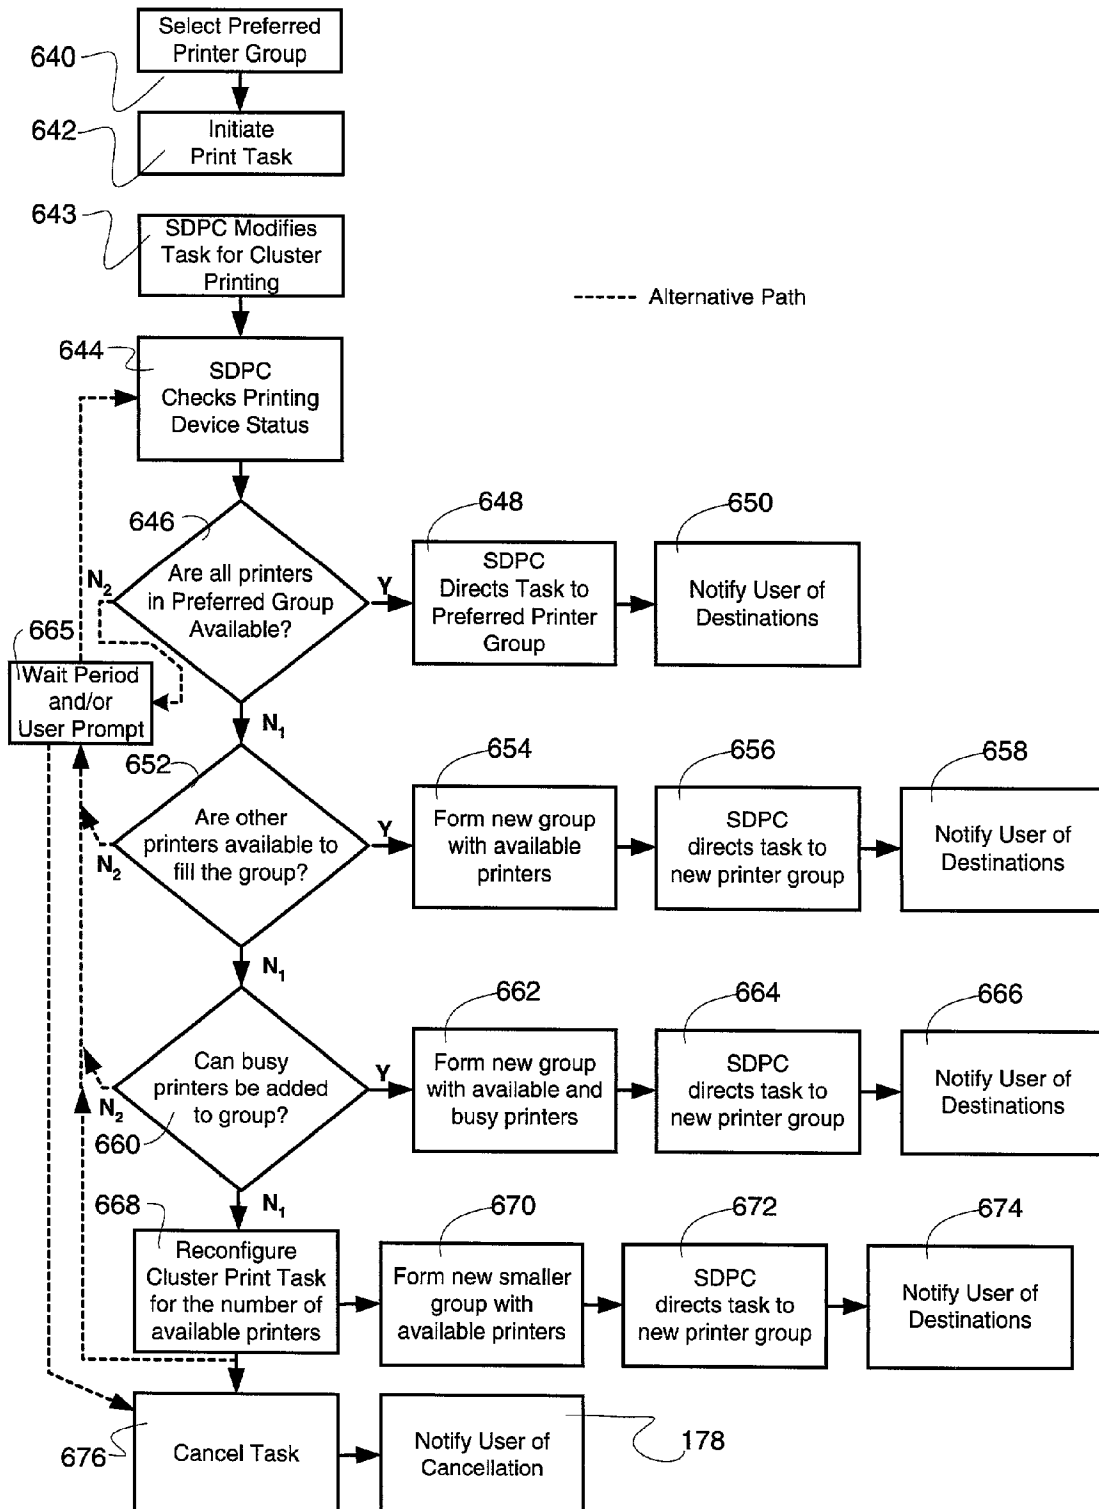 Select Preferred
Printer Group
640
642
Initiate
Print Task
643
SDPC Modifies
Task for Cluster
Printing
Alternative Path
644
SDPC
Checks Printing
Device Status
646
648
650
N2
Are all printers
in Preferred Group
Available?
Y
SDPC
Directs Task to
Preferred Printer
Group
Notify User of
Destinations
665
Wait Period
and/or
User Prompt
N1
652
654
656
658
Are other
printers available to
fill the group?
Y
N2
Form new group
with available
printers
SDPC
directs task to
new printer group
Notify User of
Destinations
N1
662
664
666
Can busy
printers be added
to group?
Y
N2
660
Form new group
with available and
busy printers
SDPC
directs task to
new printer group
Notify User of
Destinations
N1
668
670
672
674
Reconfigure
Cluster Print Task
for the number of
available printers
Form new smaller
group with
available printers
SDPC
directs task to
new printer group
Notify User of
Destinations
676
Cancel Task
Notify User of
Cancellation
178